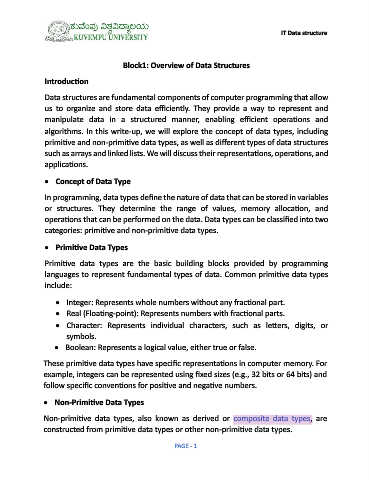 ಕುವೆಂಪು ವಿಶ್ವವಿದ್ಯಾಲಯ
KUVEMPU UNIVERSITY
IT Data structure
Block1: Overview of Data Structures
Introduction
Data structures are fundamental components of computer programming that allow
us to organize and store data efficiently. They provide a way to represent and
manipulate data in a structured manner, enabling efficient operations and
algorithms. In this write-up, we will explore the concept of data types, including
primitive and non-primitive data types, as well as different types of data structures
such as arrays and linked lists. We will discuss their representations, operations, and
applications.
• Concept of Data Type
In programming, data types define the nature of data that can be stored in variables
or structures. They determine the range of values, memory allocation, and
operations that can be performed on the data. Data types can be classified into two
categories: primitive and non-primitive data types.
• Primitive Data Types
Primitive data types are the basic building blocks provided by programming
languages to represent fundamental types of data. Common primitive data types
include:
• Integer: Represents whole numbers without any fractional part.
• Real (Floating-point): Represents numbers with fractional parts.
• Character: Represents individual characters, such as letters, digits, or
symbols.
• Boolean: Represents a logical value, either true or false.
These primitive data types have specific representations in computer memory. For
example, integers can be represented using fixed sizes (e.g., 32 bits or 64 bits) and
follow specific conventions for positive and negative numbers.
• Non-Primitive Data Types
Non-primitive data types, also known as derived or composite data types, are
constructed from primitive data types or other non-primitive data types.
PAGE - 1